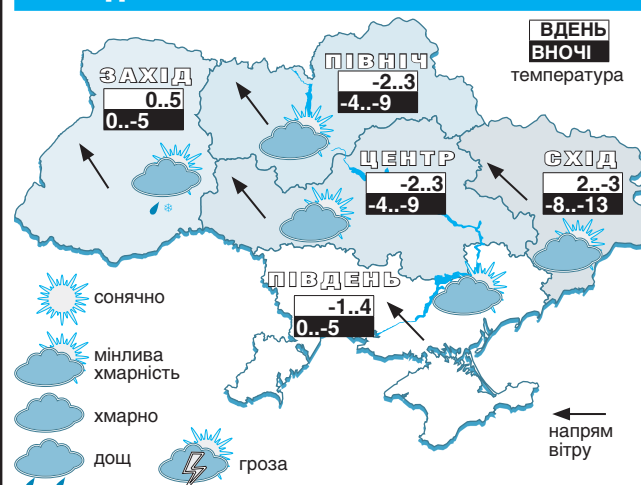 ВДЕНЬ
ВНОЧІ
температура
ПІВНІЧ
-2..3
-4..-9
ЗАХІД
0..5
0..-5
ЦЕНТР
-2..3
-4..-9
СХІД
2..-3
-8..-13
ПІВДЕНЬ
-1..4
0..-5
сонячно
мінлива
хмарність
хмарно
дощ
гроза
напрям
вітру